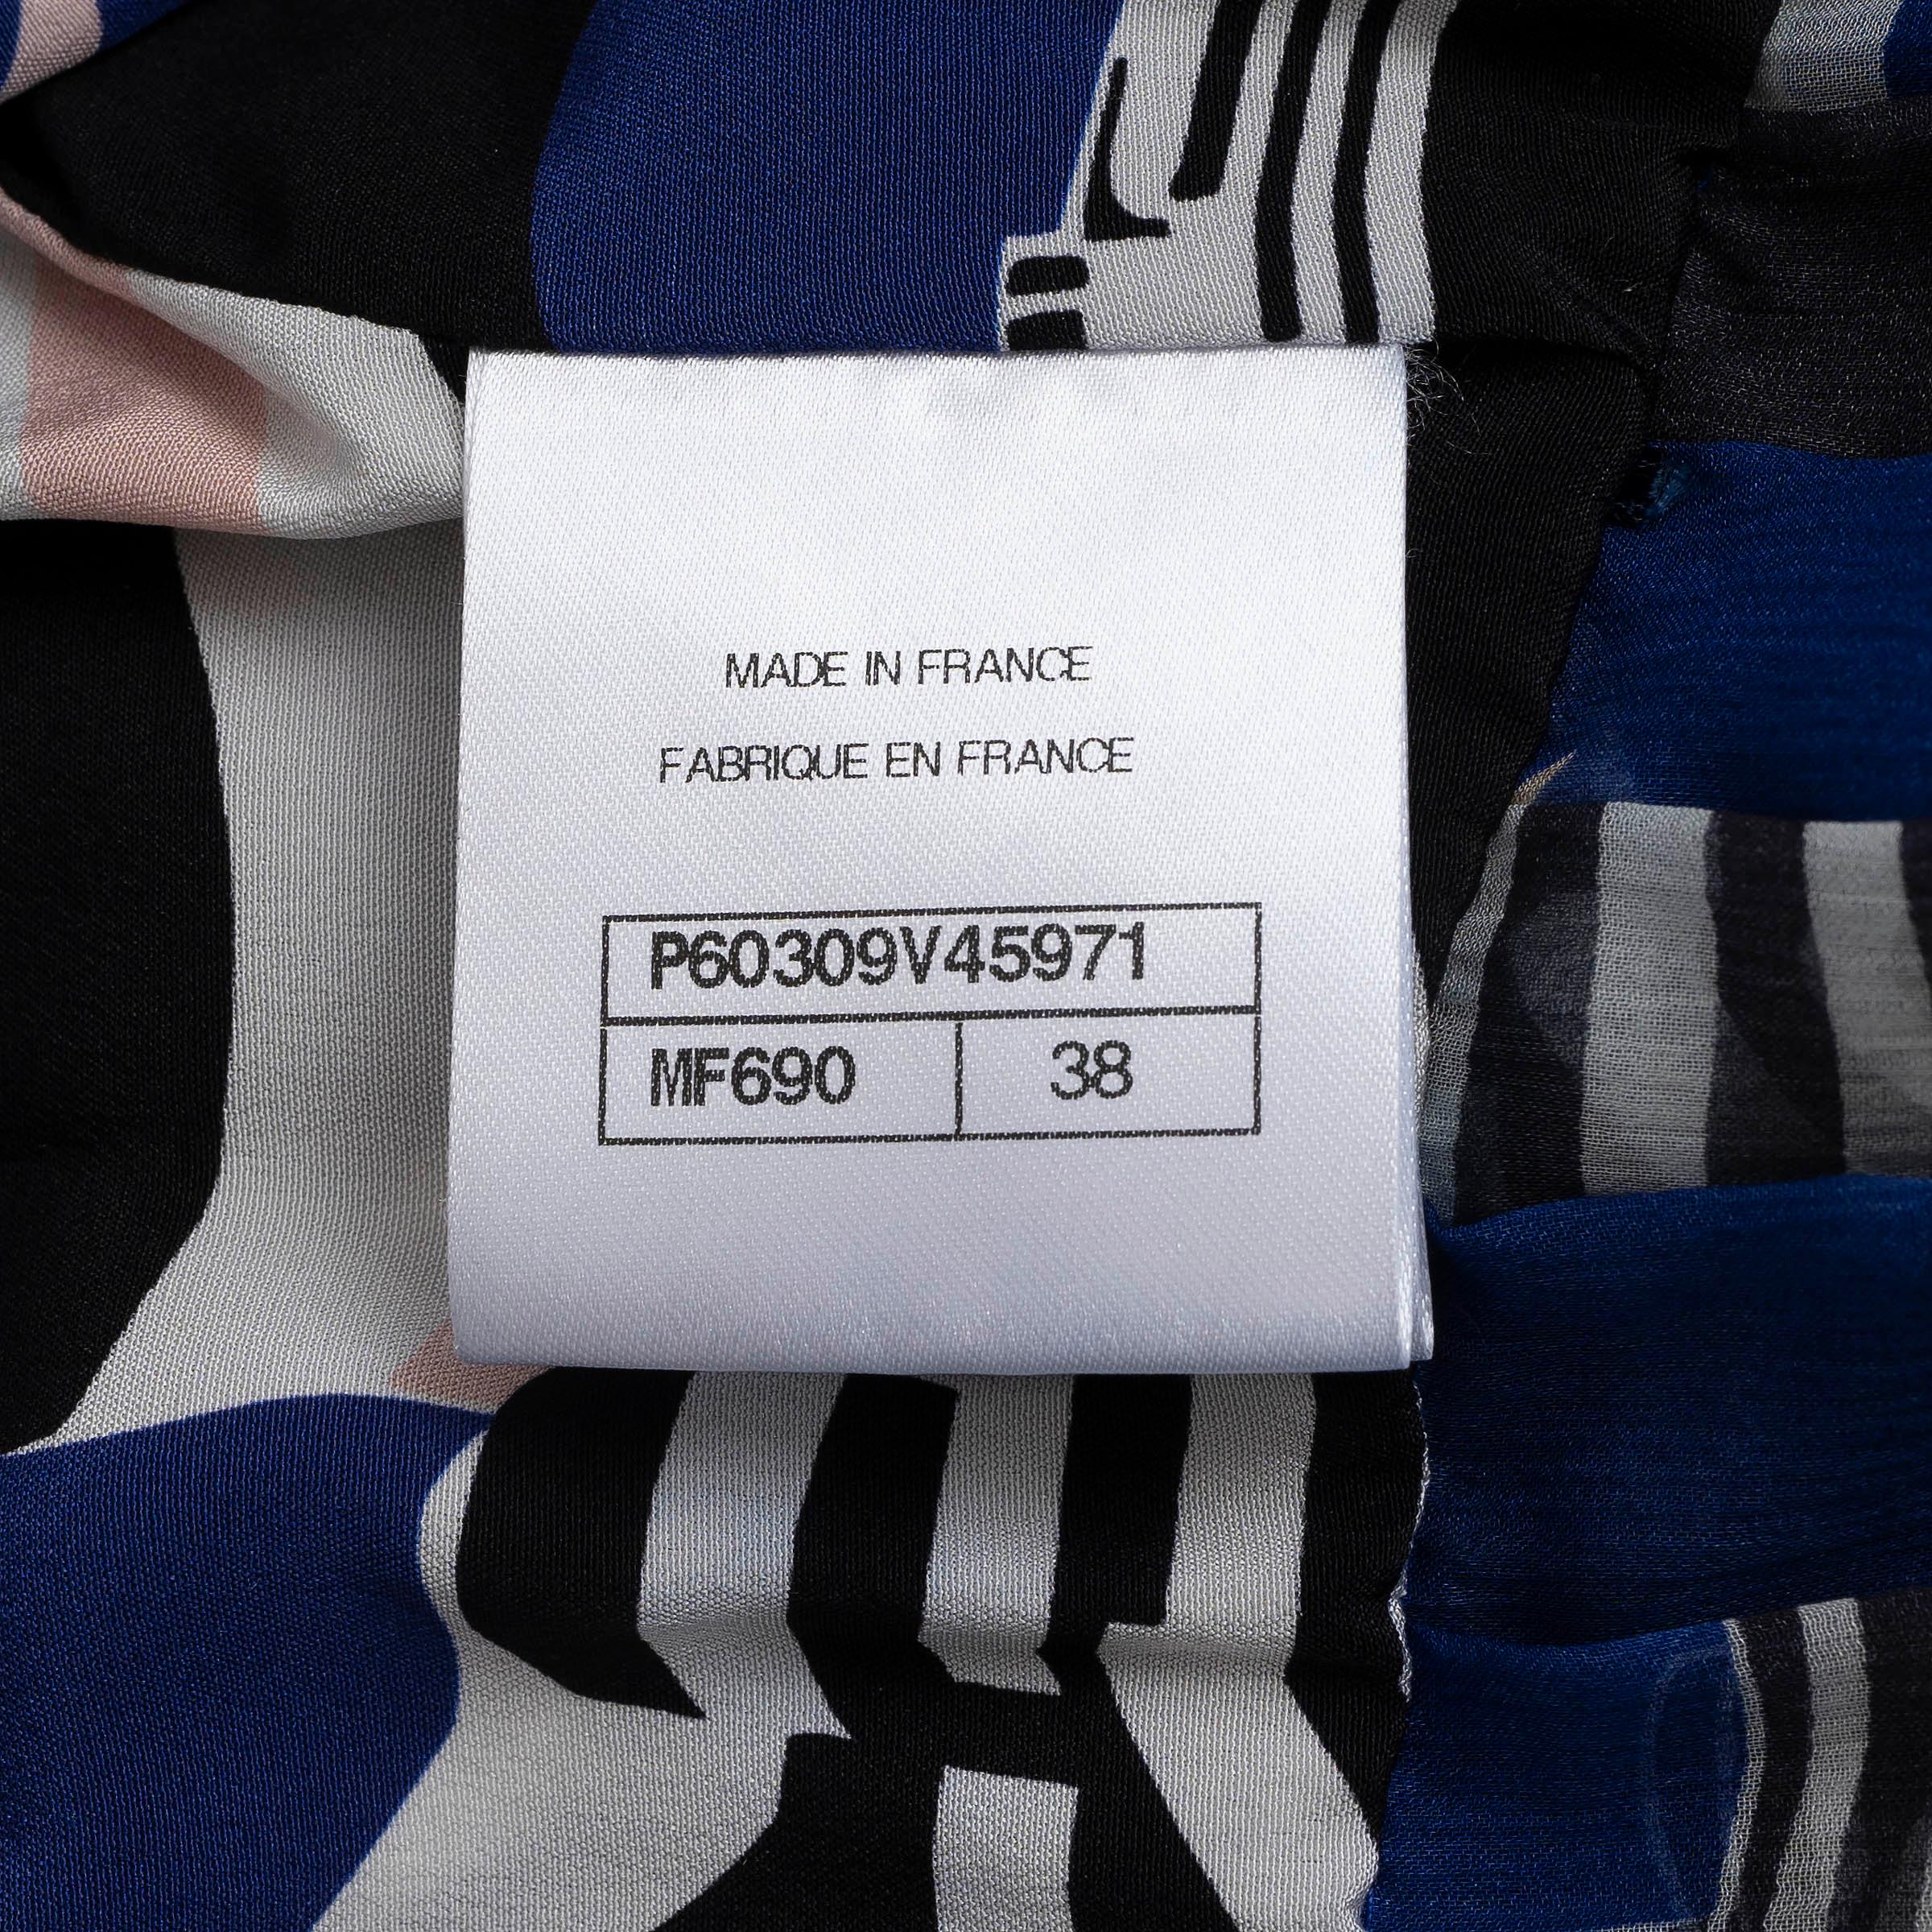 MADE IN FRANCE
FABRIQUE EN FRANCE
P60309V45971
MF690 38